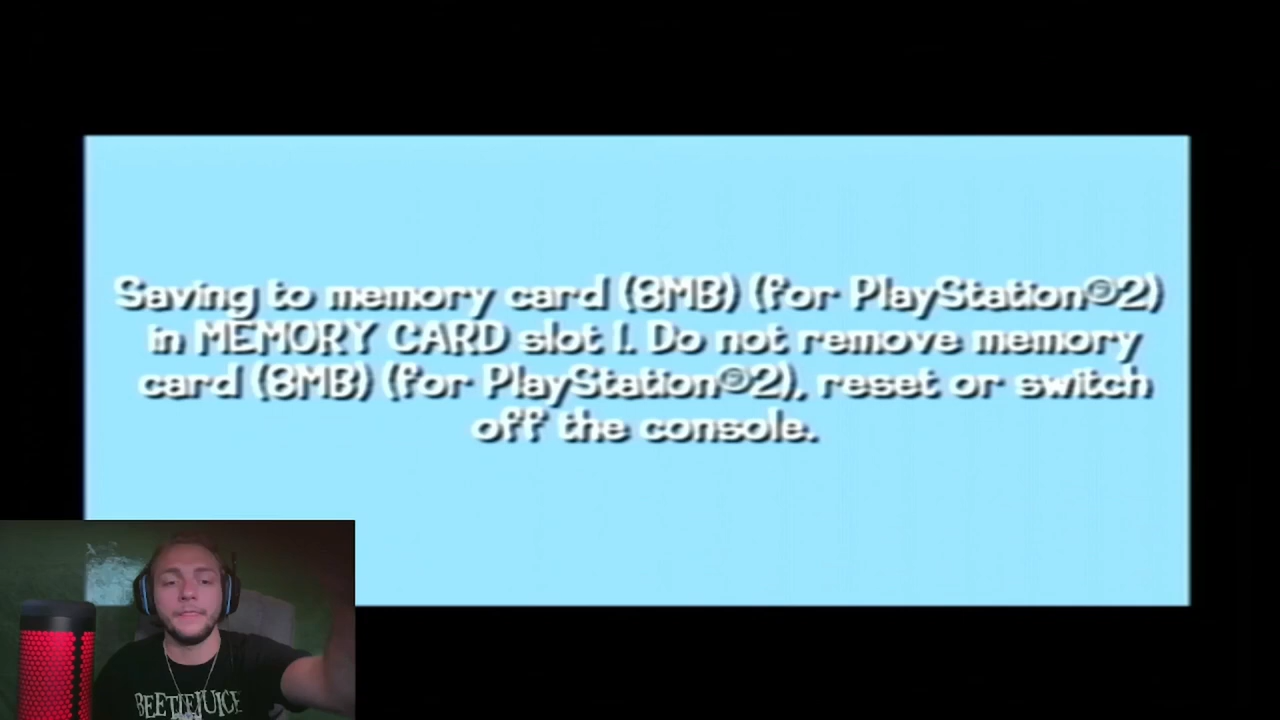 Saving to memory card (8MB) (for PlayStation®2)
in MEMORY CARD slot 1. Do not remove memory
card (8MB) (for PlayStation®2), reset or switch
off the console.
BEETLEJUICE